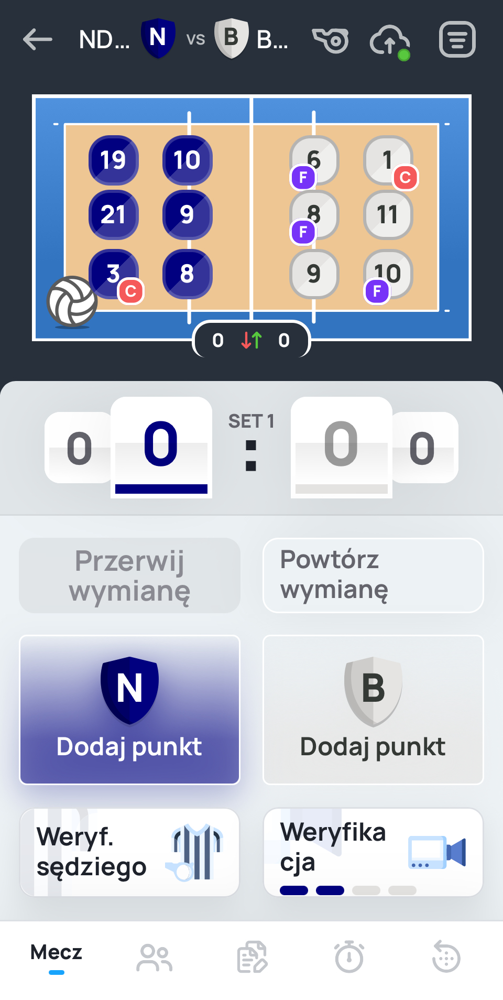 ND... N VS B B...
19 10 6 1
F C
21 9 8 11
F
3 8 9 10
C F
0 0
SET 1
0 0 : 0 0
Przerwij
wymianę
Powtórz
wymianę
N
Dodaj punkt
B
Dodaj punkt
Weryf.
sędziego
Weryfika
cja
Mecz